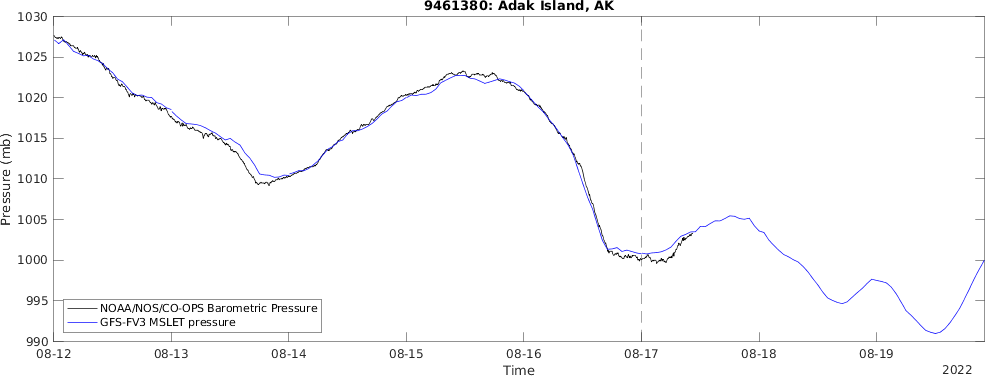 9461380: Adak Island, AK
Pressure (mb)
1030
1025
1020
1015
1010
1005
1000
995
990
NOAA/NOS/CO-OPS Barometric Pressure
GFS-FV3 MSLET pressure
08-12 08-13 08-14 08-15 08-16 08-17 08-18 08-19
Time
2022